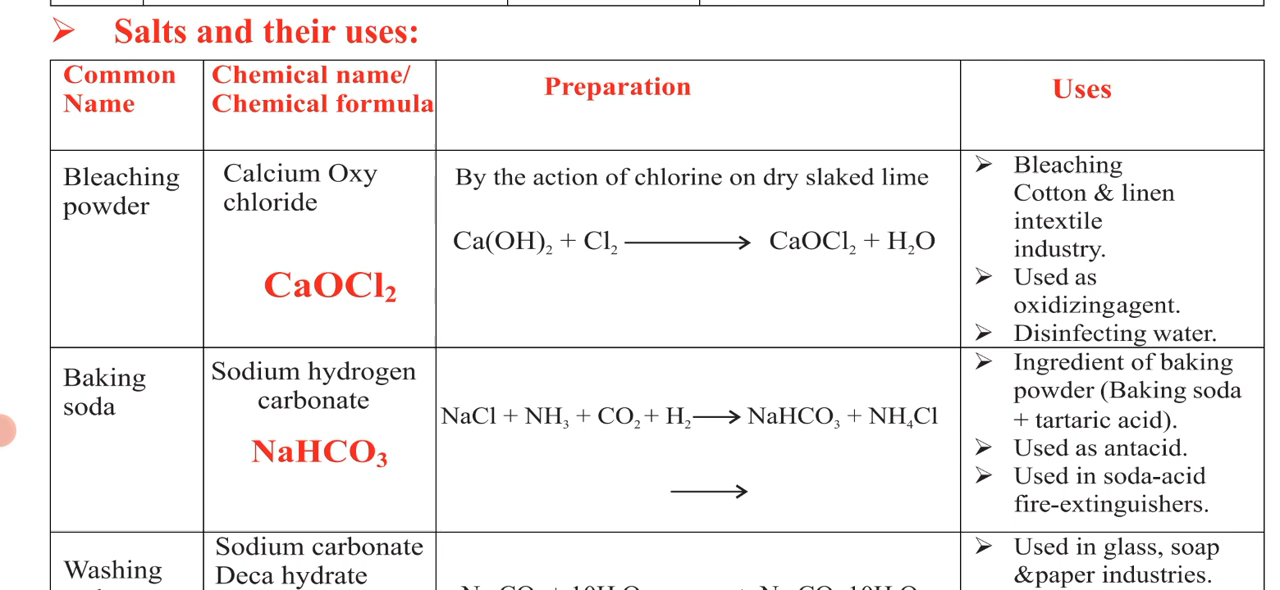 ➢ Salts and their uses:
Common
Name
Chemical name/
Chemical formula
Preparation
Uses
Bleaching
powder
Calcium Oxy
chloride
CaOCl₂
By the action of chlorine on dry slaked lime
Ca(OH)₂ + Cl₂ ⟶ CaOCl₂ + H₂O
➢ Bleaching
Cotton & linen
intextile
industry.
➢ Used as
oxidizingagent.
➢ Disinfecting water.
Baking
soda
Sodium hydrogen
carbonate
NaHCO₃
NaCl + NH₃ + CO₂ + H₂ ⟶ NaHCO₃ + NH₄Cl
⟶
➢ Ingredient of baking
powder (Baking soda
+ tartaric acid).
➢ Used as antacid.
➢ Used in soda-acid
fire-extinguishers.
Washing
Sodium carbonate
Deca hydrate
➢ Used in glass, soap
&paper industries.